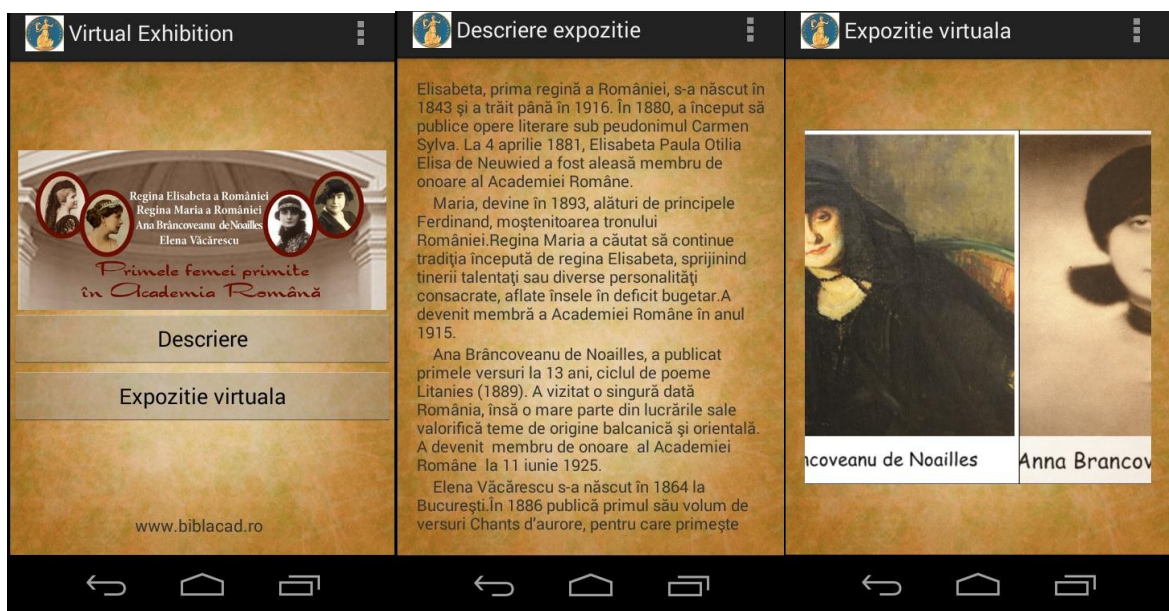 Virtual Exhibition
Regina Elisabeta a României
Regina Maria a României
Ana Brâncoveanu de Noailles
Elena Văcărescu
Primele femei primite
în Academia Română
Descriere
Expozitie virtuala
www.biblacad.ro
Descriere expozitie
Elisabeta, prima regină a României, s-a născut în
1843 şi a trăit până în 1916. În 1880, a început să
publice opere literare sub peudonimul Carmen
Sylva. La 4 aprilie 1881, Elisabeta Paula Otilia
Elisa de Neuwied a fost aleasă membru de
onoare al Academiei Române.
Maria, devine în 1893, alături de principele
Ferdinand, moştenitoarea tronului
României.Regina Maria a căutat să continue
tradiţia începută de regina Elisabeta, sprijinind
tinerii talentaţi sau diverse personalităţi
consacrate, aflate însele în deficit bugetar.A
devenit membră a Academiei Române în anul
1915.
Ana Brâncoveanu de Noailles, a publicat
primele versuri la 13 ani, ciclul de poeme
Litanies (1889). A vizitat o singură dată
România, însă o mare parte din lucrările sale
valorifică teme de origine balcanică şi orientală.
A devenit membru de onoare al Academiei
Române la 11 iunie 1925.
Elena Văcărescu s-a născut în 1864 la
Bucureşti.În 1886 publică primul său volum de
versuri Chants d'aurore, pentru care primeşte
Expozitie virtuala
ncoveanu de Noailles
Anna Brancov